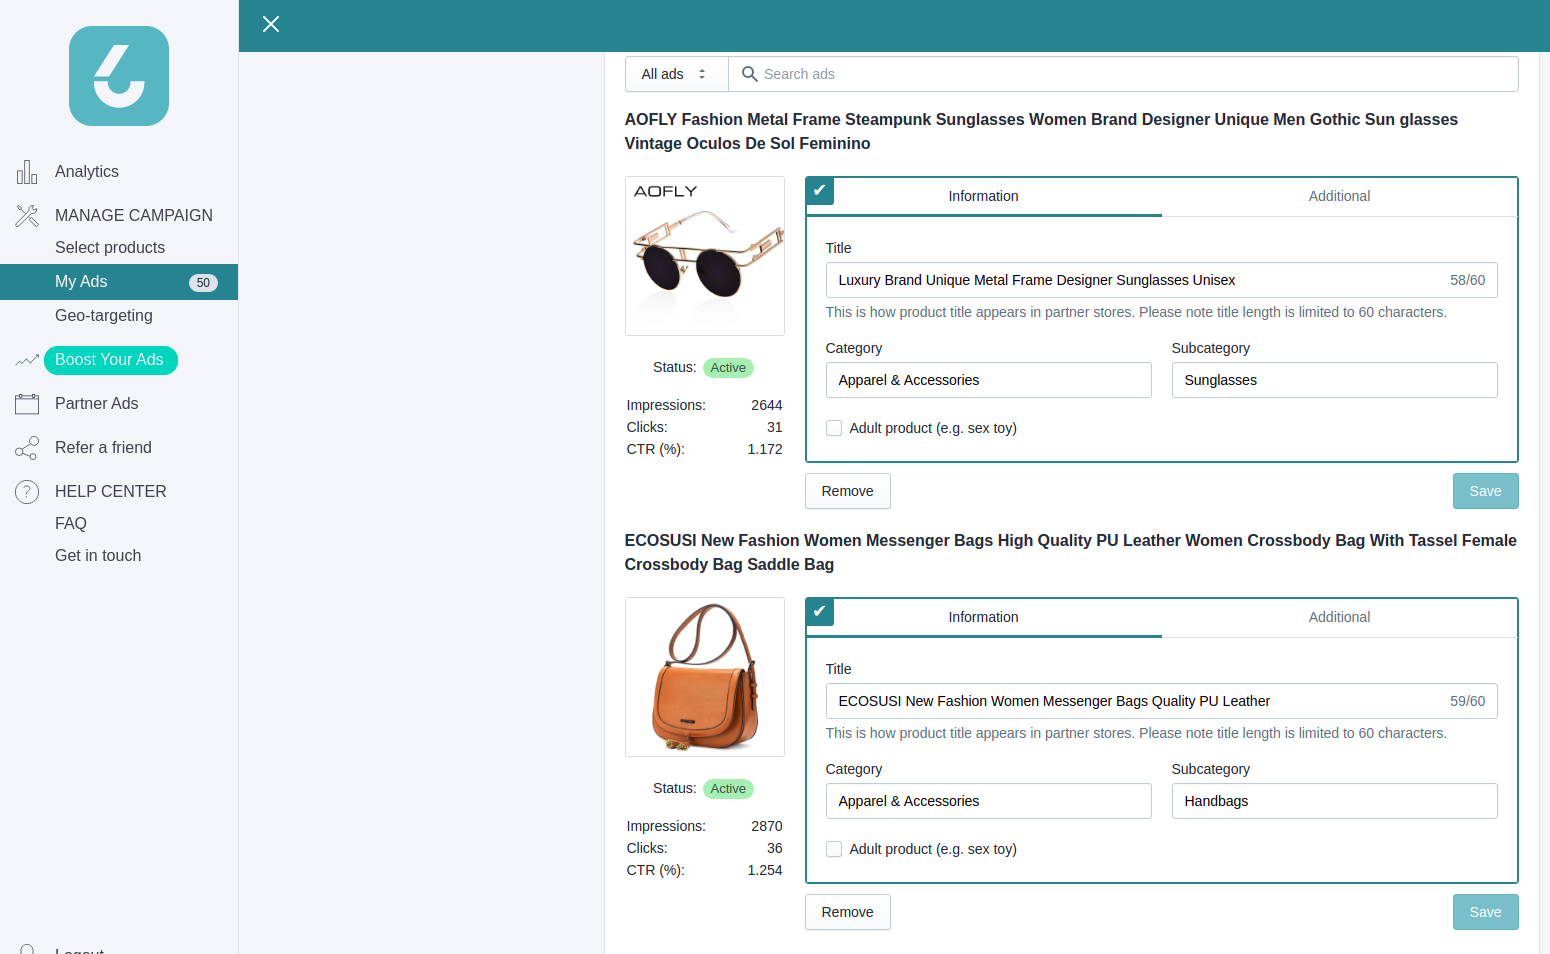 Analytics
MANAGE CAMPAIGN
Select products
My Ads 50
Geo-targeting
Boost Your Ads
Partner Ads
Refer a friend
? HELP CENTER
FAQ
Get in touch
Logout
All ads
Search ads
AOFLY Fashion Metal Frame Steampunk Sunglasses Women Brand Designer Unique Men Gothic Sun glasses
Vintage Oculos De Sol Feminino
AOFLY
Status: Active
Impressions: 2644
Clicks: 31
CTR (%): 1.172
Information Additional
Title
Luxury Brand Unique Metal Frame Designer Sunglasses Unisex 58/60
This is how product title appears in partner stores. Please note title length is limited to 60 characters.
Category Subcategory
Apparel & Accessories Sunglasses
Adult product (e.g. sex toy)
Remove Save
ECOSUSI New Fashion Women Messenger Bags High Quality PU Leather Women Crossbody Bag With Tassel Female
Crossbody Bag Saddle Bag
Status: Active
Impressions: 2870
Clicks: 36
CTR (%): 1.254
Information Additional
Title
ECOSUSI New Fashion Women Messenger Bags Quality PU Leather 59/60
This is how product title appears in partner stores. Please note title length is limited to 60 characters.
Category Subcategory
Apparel & Accessories Handbags
Adult product (e.g. sex toy)
Remove Save